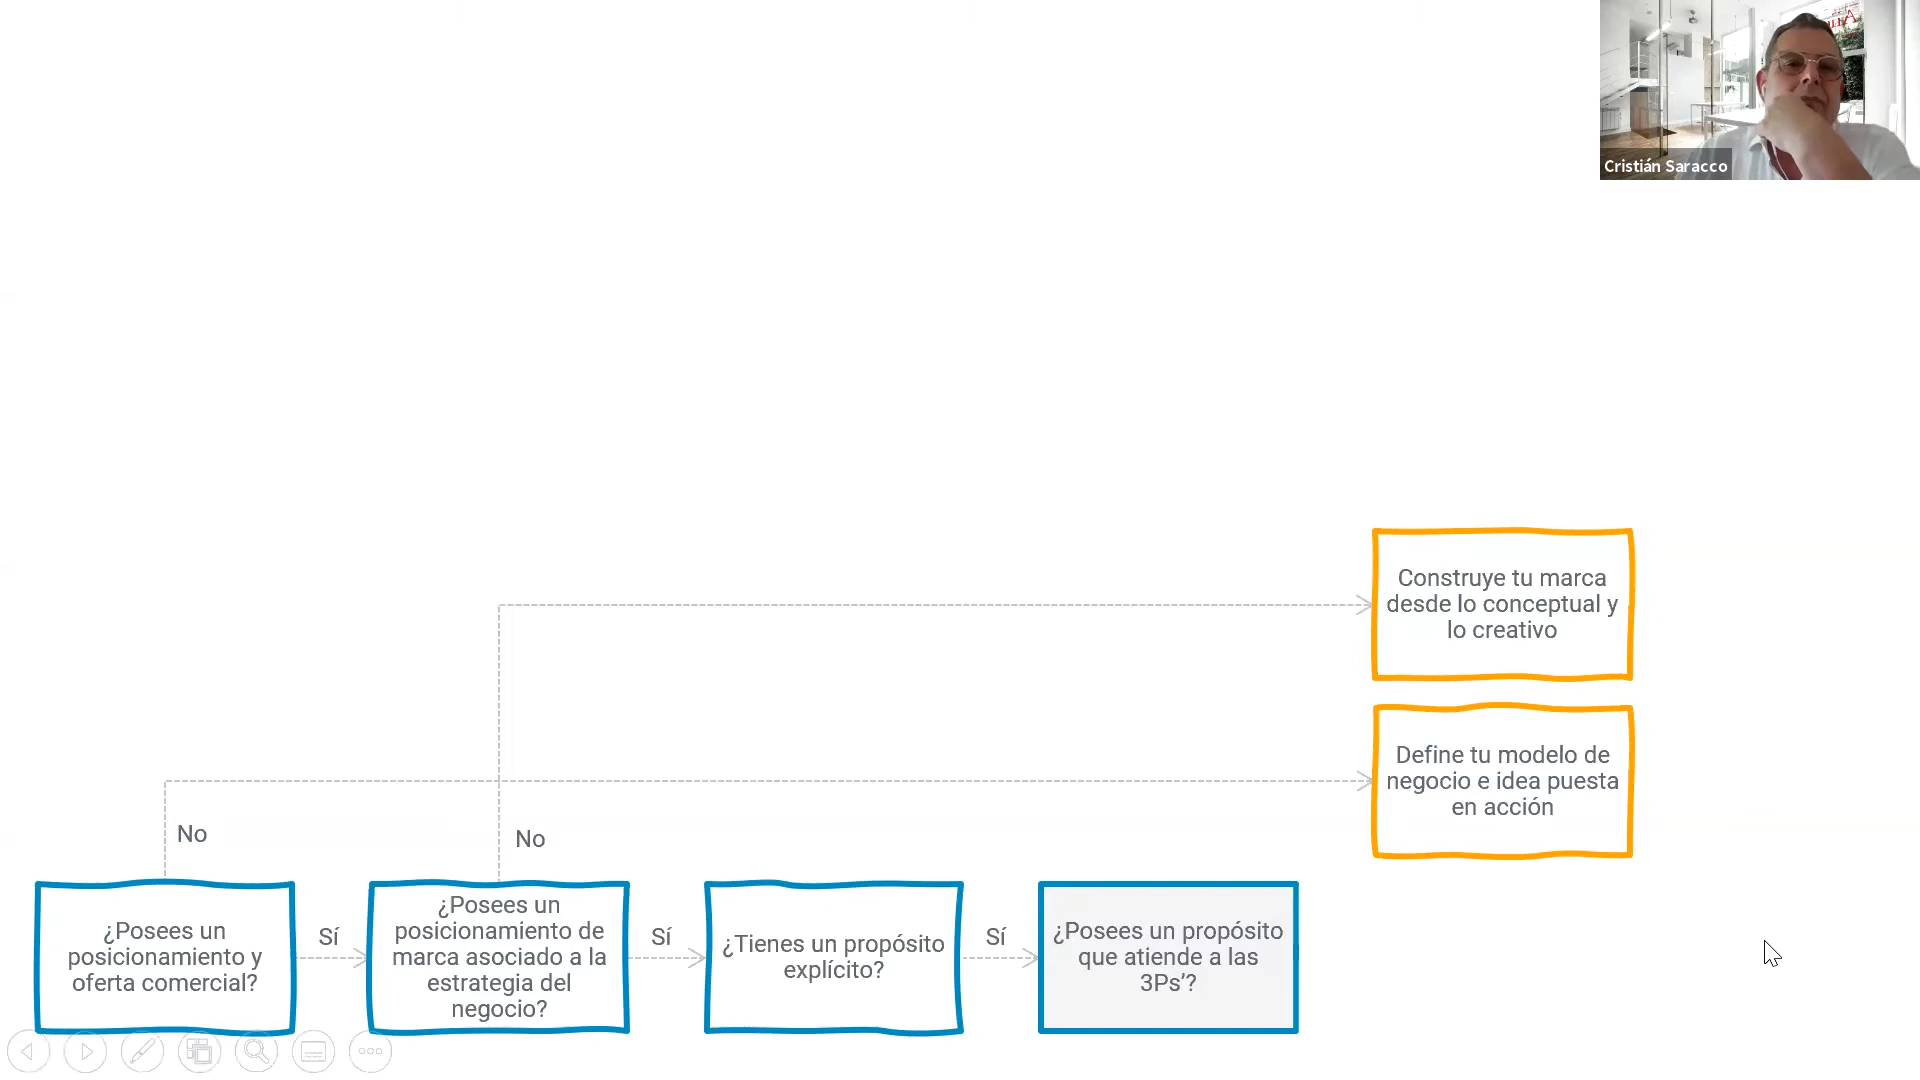 Cristián Saracco
Construye tu marca
desde lo conceptual y
lo creativo
Define tu modelo de
negocio e idea puesta
en acción
No
No
¿Posees un
posicionamiento y
oferta comercial?
Sí
¿Posees un
posicionamiento de
marca asociado a la
estrategia del
negocio?
Sí
¿Tienes un propósito
explícito?
Sí
¿Posees un propósito
que atiende a las
3Ps’?